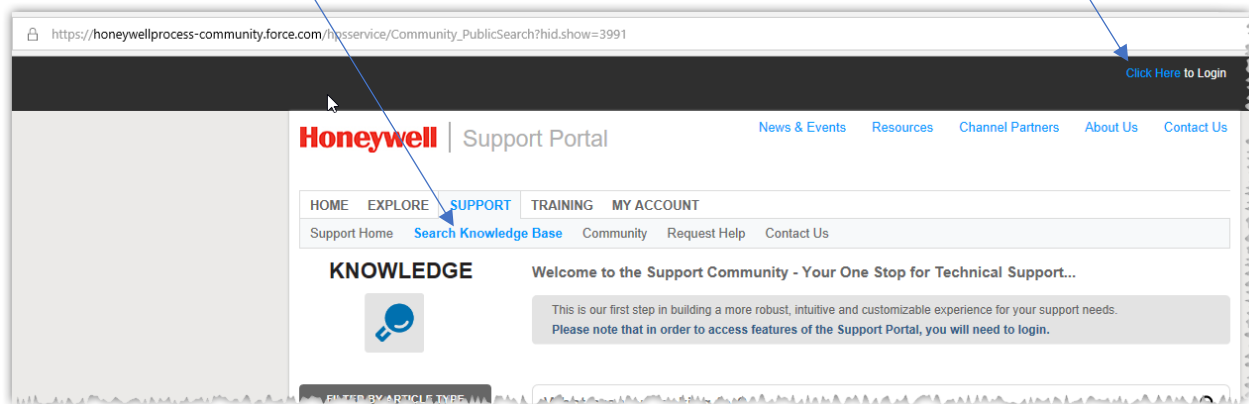 https://honeywellprocess-community.force.com/hpsservice/Community_PublicSearch?hid.show=3991
Click Here to Login
Honeywell | Support Portal
News & Events Resources Channel Partners About Us Contact Us
HOME EXPLORE SUPPORT TRAINING MY ACCOUNT
Support Home Search Knowledge Base Community Request Help Contact Us
KNOWLEDGE
Welcome to the Support Community - Your One Stop for Technical Support...
This is our first step in building a more robust, intuitive and customizable experience for your support needs.
Please note that in order to access features of the Support Portal, you will need to login.
FILTER BY ARTICLE TYPE